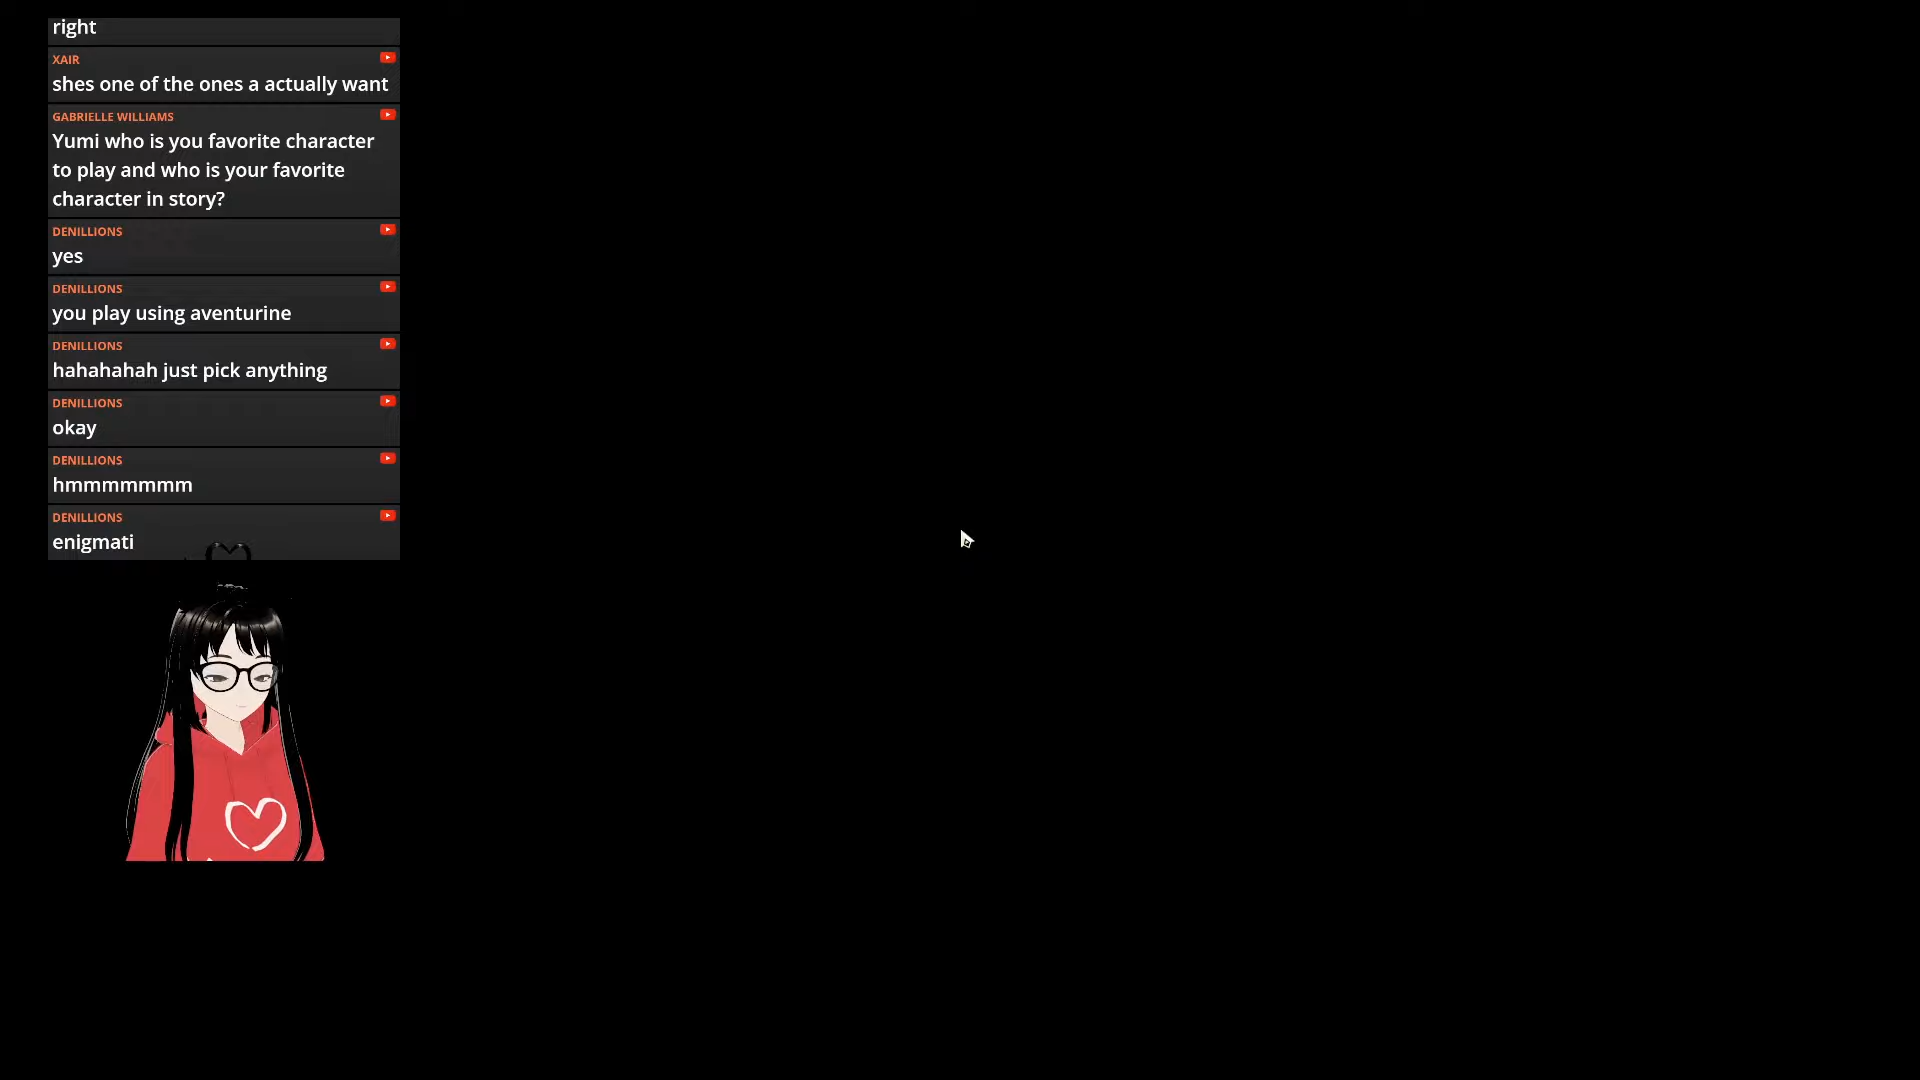 right
XAIR
shes one of the ones a actually want
GABRIELLE WILLIAMS
Yumi who is you favorite character
to play and who is your favorite
character in story?
DENILLIONS
yes
DENILLIONS
you play using aventurine
DENILLIONS
hahahahah just pick anything
DENILLIONS
okay
DENILLIONS
hmmmmmmm
DENILLIONS
enigmati